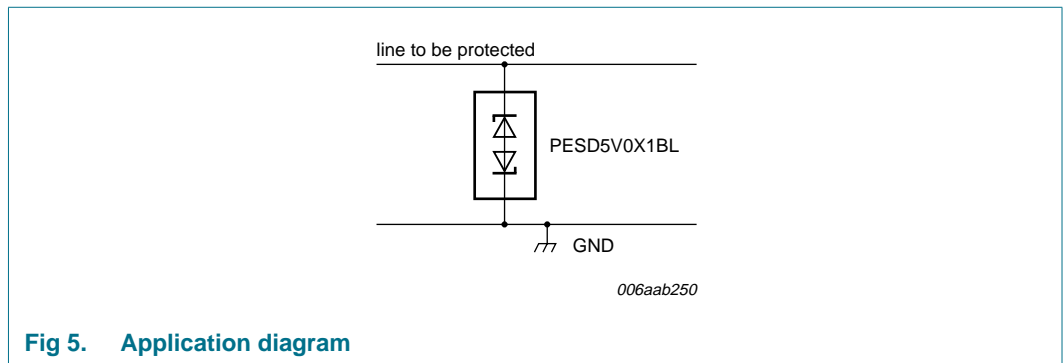 line to be protected
PESD5V0X1BL
GND
006aab250
Fig 5. Application diagram